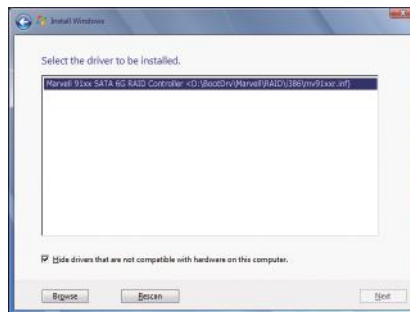 Install Windows
Select the driver to be installed.
Marvell 91xx SATA 6G RAID Controller <D:\BootDrv\Marvell\RAID\i386\mv91xxr.inf)
Hide drivers that are not compatible with hardware on this computer.
Browse
Rescan
Next